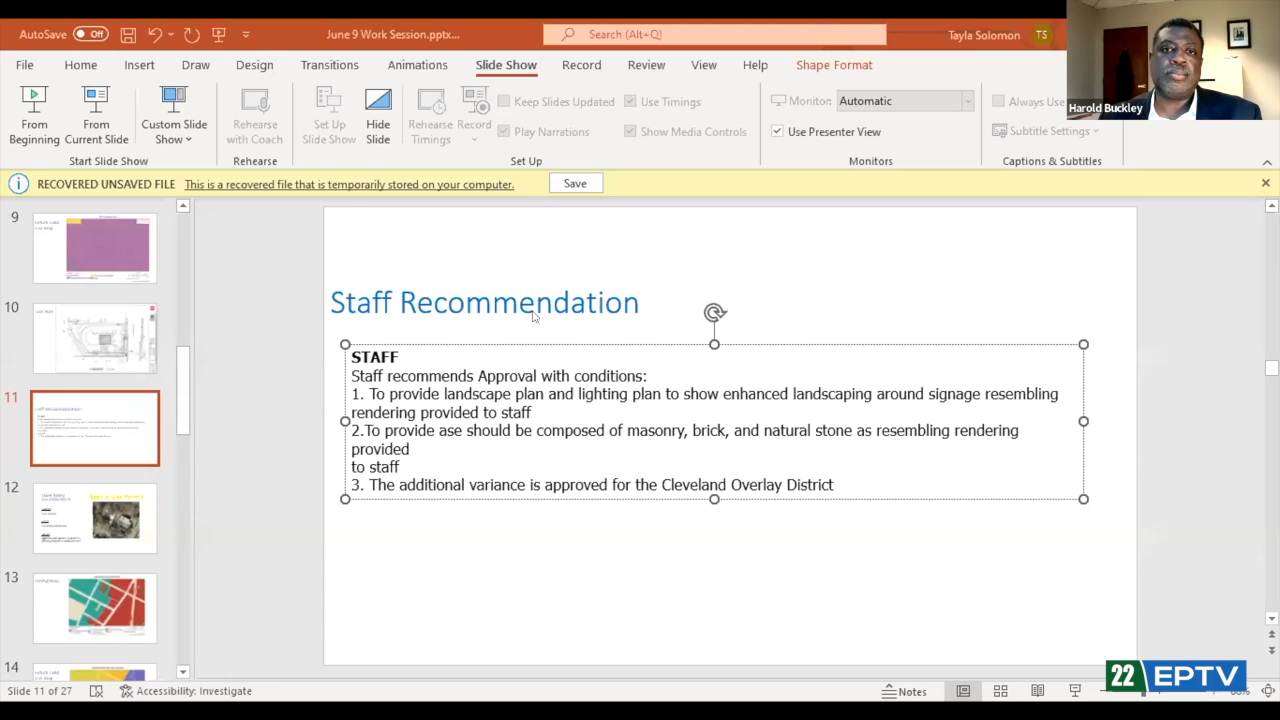 AutoSave Off June 9 Work Session.pptx... Search (Alt+Q) Tayla Solomon TS
File Home Insert Draw Design Transitions Animations Slide Show Record Review View Help Shape Format
Harold Buckley
From Beginning
From Current Slide
Custom Slide Show
Rehearse with Coach
Set Up Slide Show
Hide Slide
Rehearse Timings
Record
Keep Slides Updated
Play Narrations
Use Timings
Show Media Controls
Monitor: Automatic
Use Presenter View
Always Use
Subtitle Settings
Start Slide Show Rehearse Set Up Monitors Captions & Subtitles
RECOVERED UNSAVED FILE This is a recovered file that is temporarily stored on your computer. Save
9
10
11
12
13
14
Staff Recommendation
STAFF
Staff recommends Approval with conditions:
1. To provide landscape plan and lighting plan to show enhanced landscaping around signage resembling
rendering provided to staff
2.To provide ase should be composed of masonry, brick, and natural stone as resembling rendering
provided
to staff
3. The additional variance is approved for the Cleveland Overlay District
22 EPTV
Slide 11 of 27 Accessibility: Investigate Notes